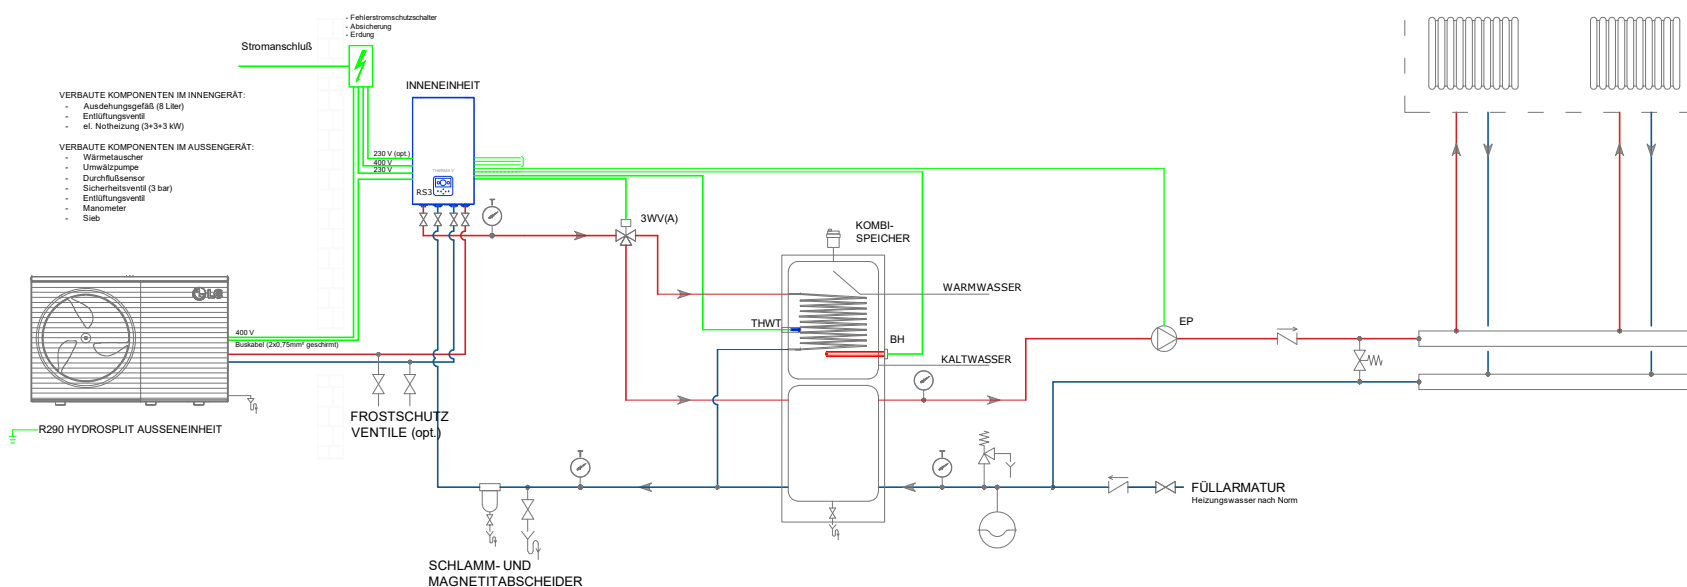 - Fehlerstromschutzschalter
- Absicherung
- Erdung
Stromanschluß
INNENEINHEIT
VERBAUTE KOMPONENTEN IM INNENGERÄT:
- Ausdehungsgefäß (8 Liter)
- Entlüftungsventil
- el. Notheizung (3+3+3 kW)
VERBAUTE KOMPONENTEN IM AUSSENGERÄT:
- Wärmetauscher
- Umwälzpumpe
- Durchflußsensor
- Sicherheitsventil (3 bar)
- Entlüftungsventil
- Manometer
- Sieb
230 V (opt.)
400 V
230 V
THERMA V
RS3
T
3WV(A)
KOMBI-
SPEICHER
WARMWASSER
THWT
BH
KALTWASSER
EP
LG
400 V
Buskabel (2x0,75mm² geschirmt)
FROSTSCHUTZ
VENTILE (opt.)
R290 HYDROSPLIT AUSSENEINHEIT
T
T
FÜLLARMATUR
Heizungswasser nach Norm
SCHLAMM- UND
MAGNETITABSCHEIDER